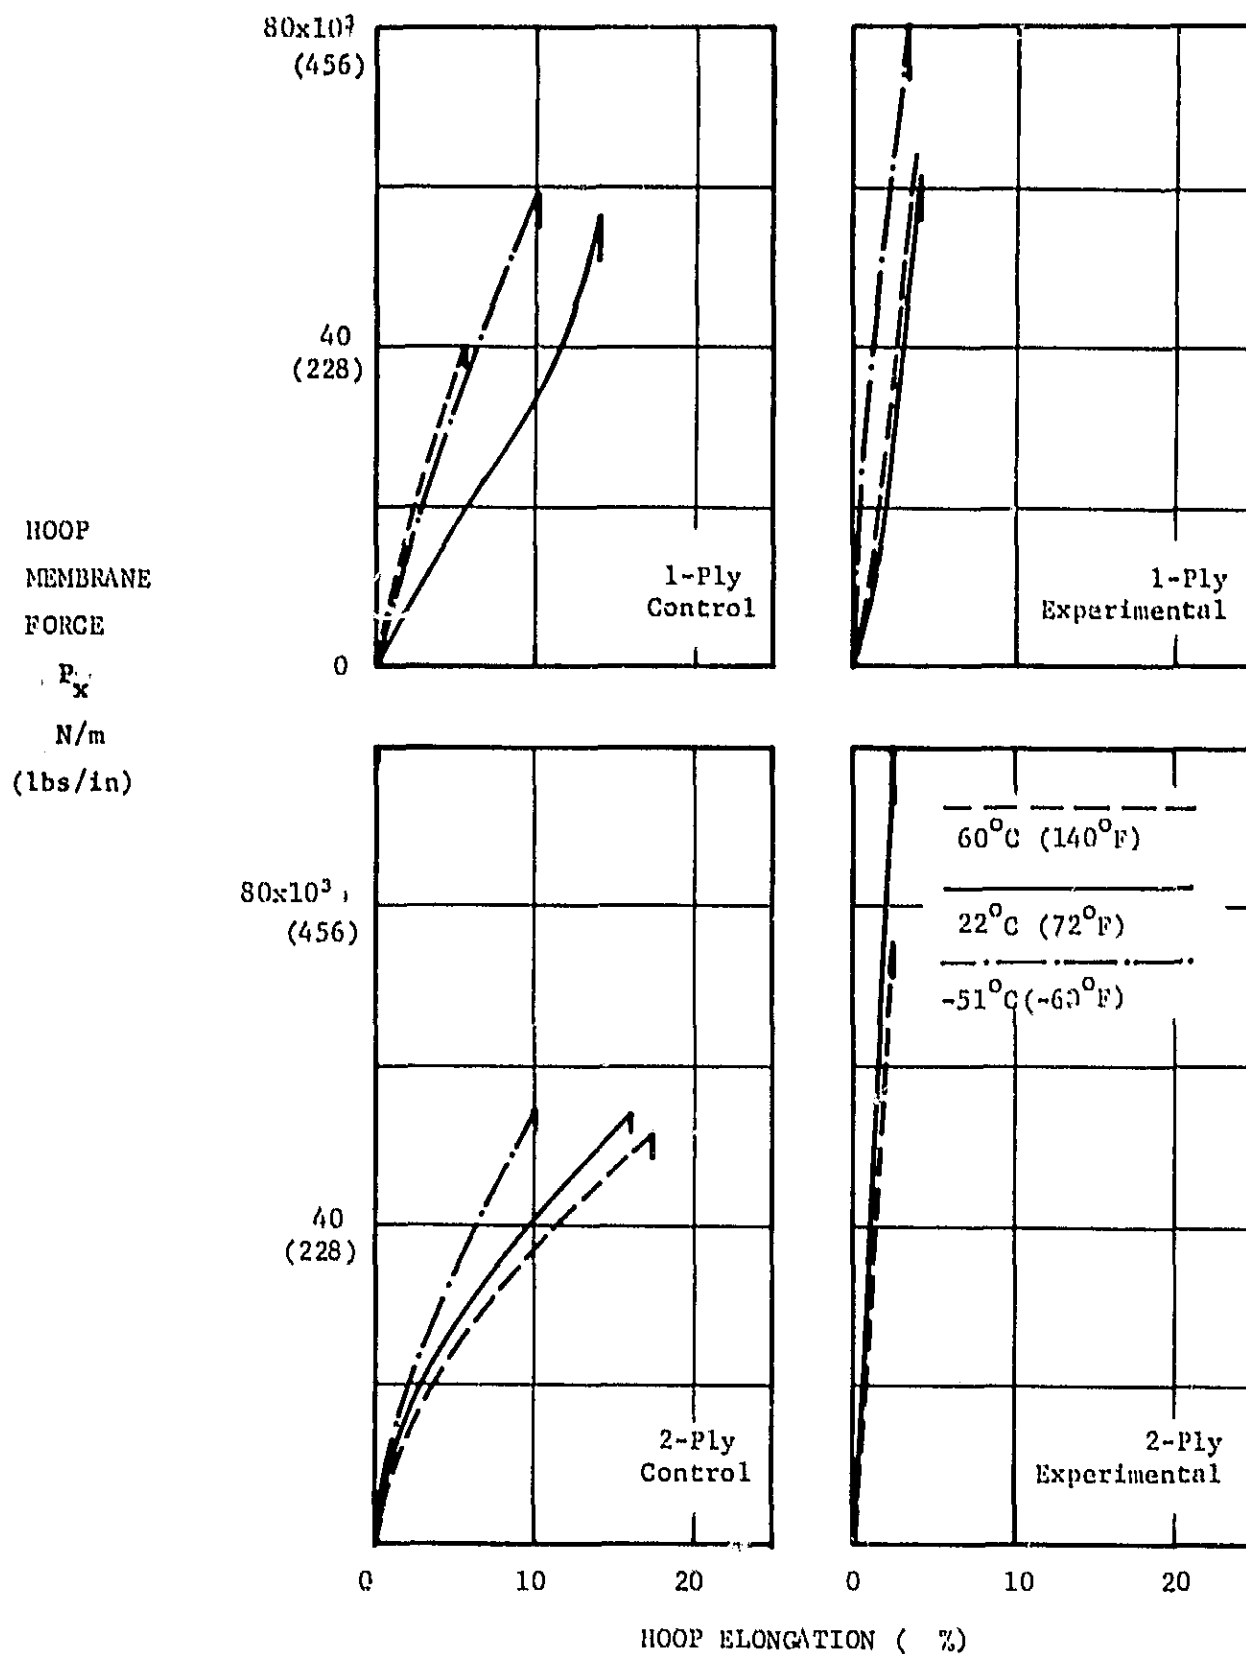 80x10³
(456)
40
(228)
0
1-Ply
Control
1-Ply
Experimental
HOOP
MEMBRANE
FORCE
Pₓ
N/m
(lbs/in)
80x10³
(456)
40
(228)
2-Ply
Control
60°C (140°F)
22°C (72°F)
-51°C(-60°F)
2-Ply
Experimental
0 10 20 0 10 20
HOOP ELONGATION ( %)